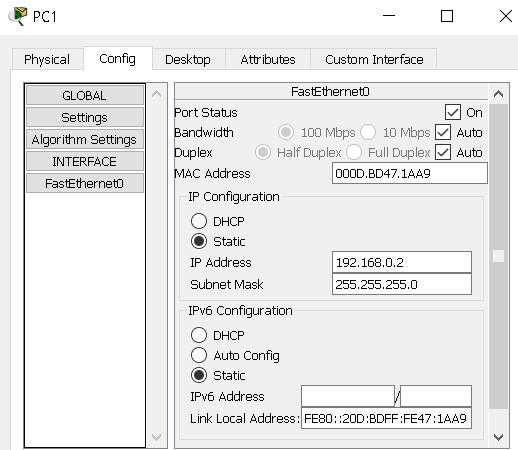 PC1
Physical Config Desktop Attributes Custom Interface
GLOBAL
Settings
Algorithm Settings
INTERFACE
FastEthernet0
FastEthernet0
Port Status On
Bandwidth 100 Mbps 10 Mbps Auto
Duplex Half Duplex Full Duplex Auto
MAC Address 000D.BD47.1AA9
IP Configuration
DHCP
Static
IP Address 192.168.0.2
Subnet Mask 255.255.255.0
IPv6 Configuration
DHCP
Auto Config
Static
IPv6 Address /
Link Local Address: FE80::20D:BDFF:FE47:1AA9